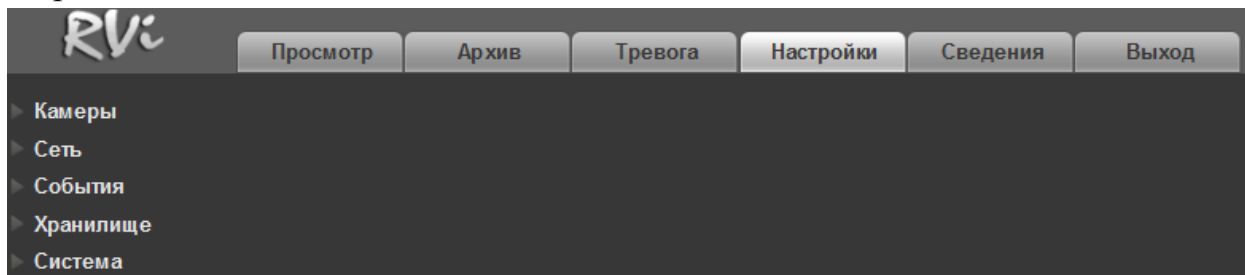 RVi
Просмотр Архив Тревога Настройки Сведения Выход
Камеры
Сеть
События
Хранилище
Система